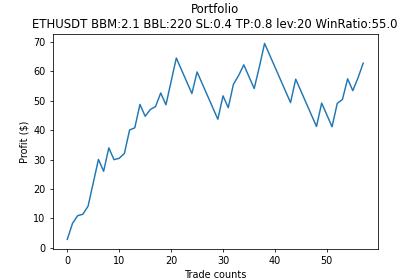 Portfolio
ETHUSDT BBM:2.1 BBL:220 SL:0.4 TP:0.8 lev:20 WinRatio:55.0
70
60
50
40
30
20
10
0
Profit ($)
0 10 20 30 40 50
Trade counts